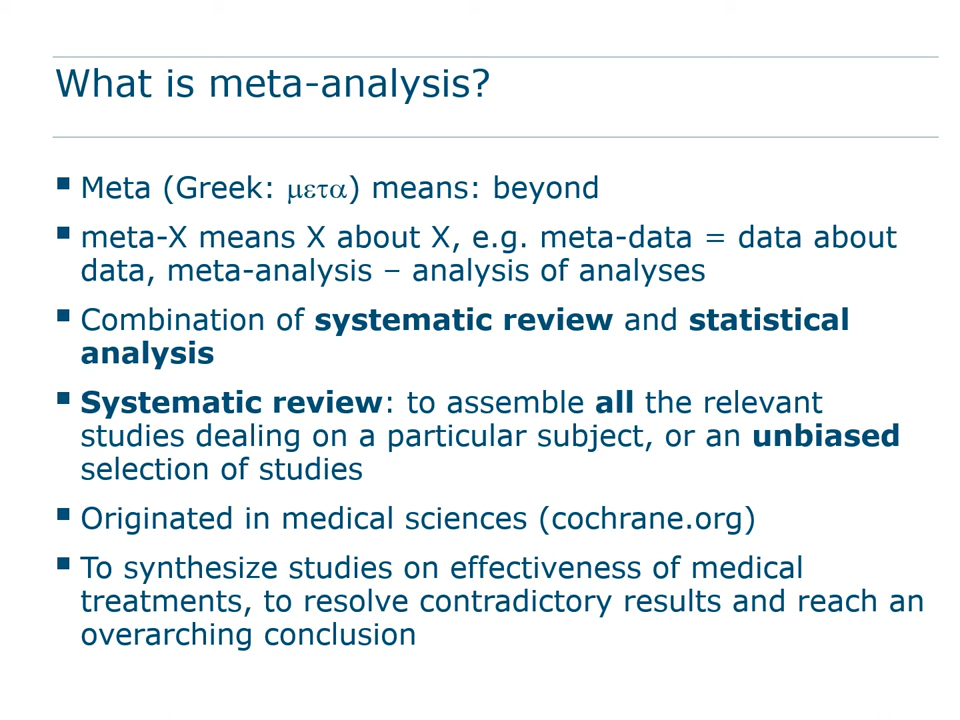 What is meta-analysis?
▪ Meta (Greek: μετα) means: beyond
▪ meta-X means X about X, e.g. meta-data = data about
data, meta-analysis – analysis of analyses
▪ Combination of systematic review and statistical
analysis
▪ Systematic review: to assemble all the relevant
studies dealing on a particular subject, or an unbiased
selection of studies
▪ Originated in medical sciences (cochrane.org)
▪ To synthesize studies on effectiveness of medical
treatments, to resolve contradictory results and reach an
overarching conclusion